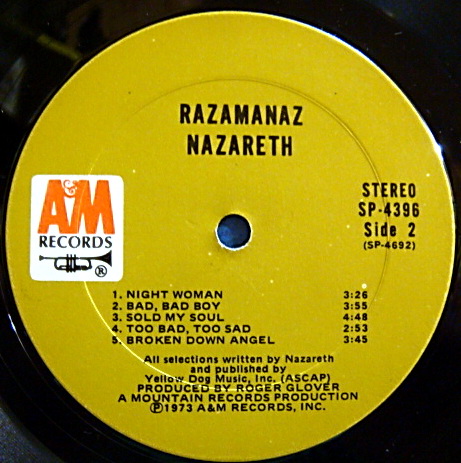 RAZAMANAZ
NAZARETH
A&M
RECORDS
®
STEREO
SP-4396
Side 2
(SP-4692)
1. NIGHT WOMAN 3:26
2. BAD, BAD BOY 3:55
3. SOLD MY SOUL 4:48
4. TOO BAD, TOO SAD 2:53
5. BROKEN DOWN ANGEL 3:45
All selections written by Nazareth
and published by
Yellow Dog Music, Inc. (ASCAP)
PRODUCED BY ROGER GLOVER
A MOUNTAIN RECORDS PRODUCTION
℗1973 A&M RECORDS, INC.